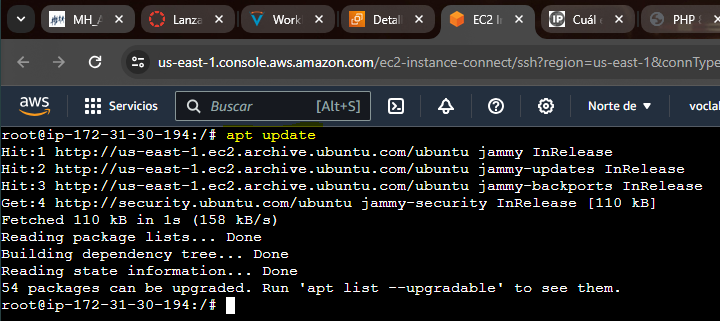 MH_A
Lanza
Worki
Detall
EC2 In
Cuál e
PHP E
us-east-1.console.aws.amazon.com/ec2-instance-connect/ssh?region=us-east-1&connType
aws Servicios Buscar [Alt+S] Norte de voclab
root@ip-172-31-30-194:/# apt update
Hit:1 http://us-east-1.ec2.archive.ubuntu.com/ubuntu jammy InRelease
Hit:2 http://us-east-1.ec2.archive.ubuntu.com/ubuntu jammy-updates InRelease
Hit:3 http://us-east-1.ec2.archive.ubuntu.com/ubuntu jammy-backports InRelease
Get:4 http://security.ubuntu.com/ubuntu jammy-security InRelease [110 kB]
Fetched 110 kB in 1s (158 kB/s)
Reading package lists... Done
Building dependency tree... Done
Reading state information... Done
54 packages can be upgraded. Run 'apt list --upgradable' to see them.
root@ip-172-31-30-194:/#